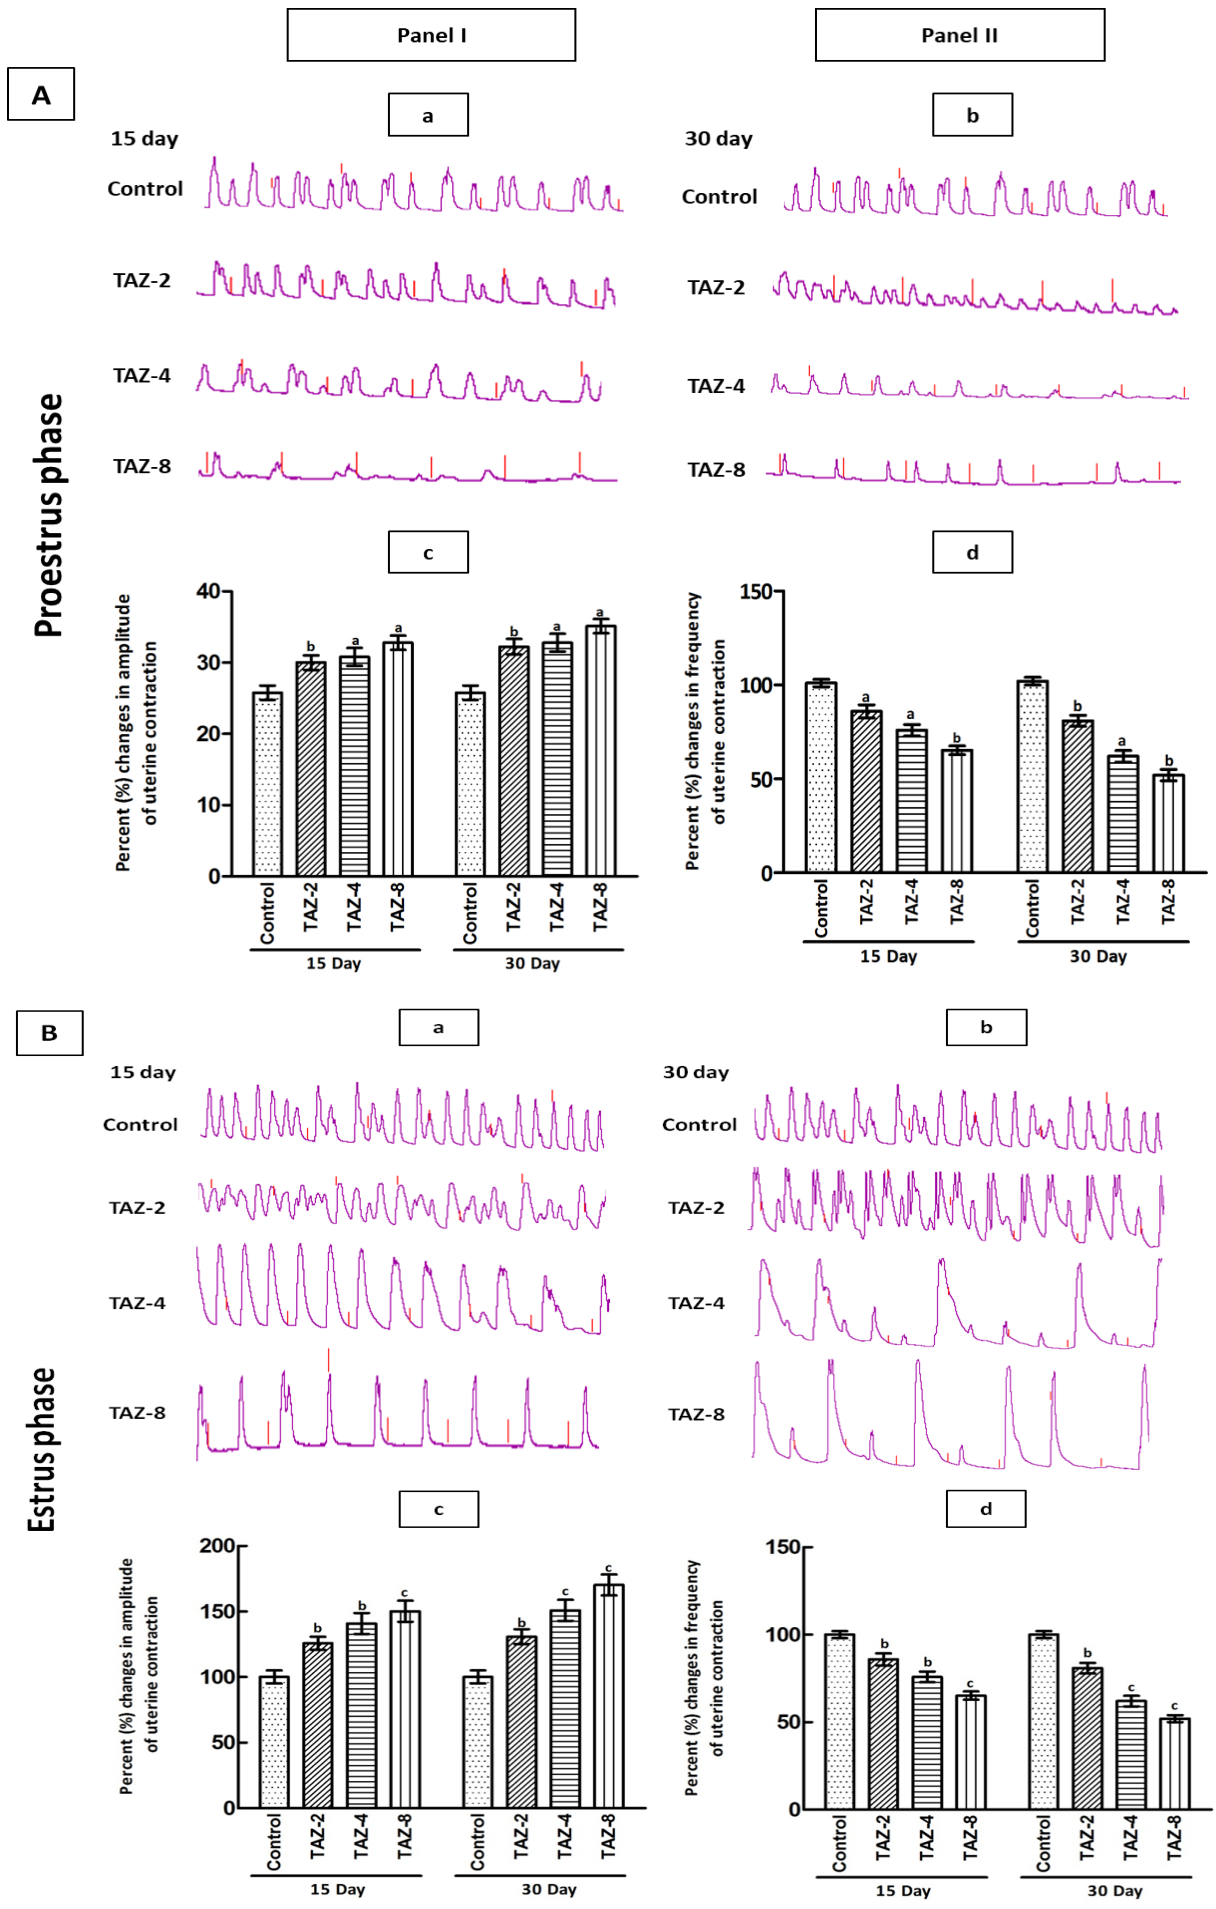 Panel I
Panel II
A
a
b
15 day
30 day
Control
Control
TAZ-2
TAZ-2
TAZ-4
TAZ-4
TAZ-8
TAZ-8
Proestrus phase
c
d
Percent (%) changes in amplitude
of uterine contraction
40
30
20
10
0
b
a
a
b
a
a
Control
TAZ-2
TAZ-4
TAZ-8
Control
TAZ-2
TAZ-4
TAZ-8
15 Day
30 Day
Percent (%) changes in frequency
of uterine contraction
150
100
50
0
a
a
b
b
a
b
Control
TAZ-2
TAZ-4
TAZ-8
Control
TAZ-2
TAZ-4
TAZ-8
15 Day
30 Day
B
a
b
15 day
30 day
Control
Control
TAZ-2
TAZ-2
TAZ-4
TAZ-4
TAZ-8
TAZ-8
Estrus phase
c
d
Percent (%) changes in amplitude
of uterine contraction
200
150
100
50
0
b
b
c
b
c
c
Control
TAZ-2
TAZ-4
TAZ-8
Control
TAZ-2
TAZ-4
TAZ-8
15 Day
30 Day
Percent (%) changes in frequency
of uterine contraction
150
100
50
0
b
b
c
b
c
c
Control
TAZ-2
TAZ-4
TAZ-8
Control
TAZ-2
TAZ-4
TAZ-8
15 Day
30 Day